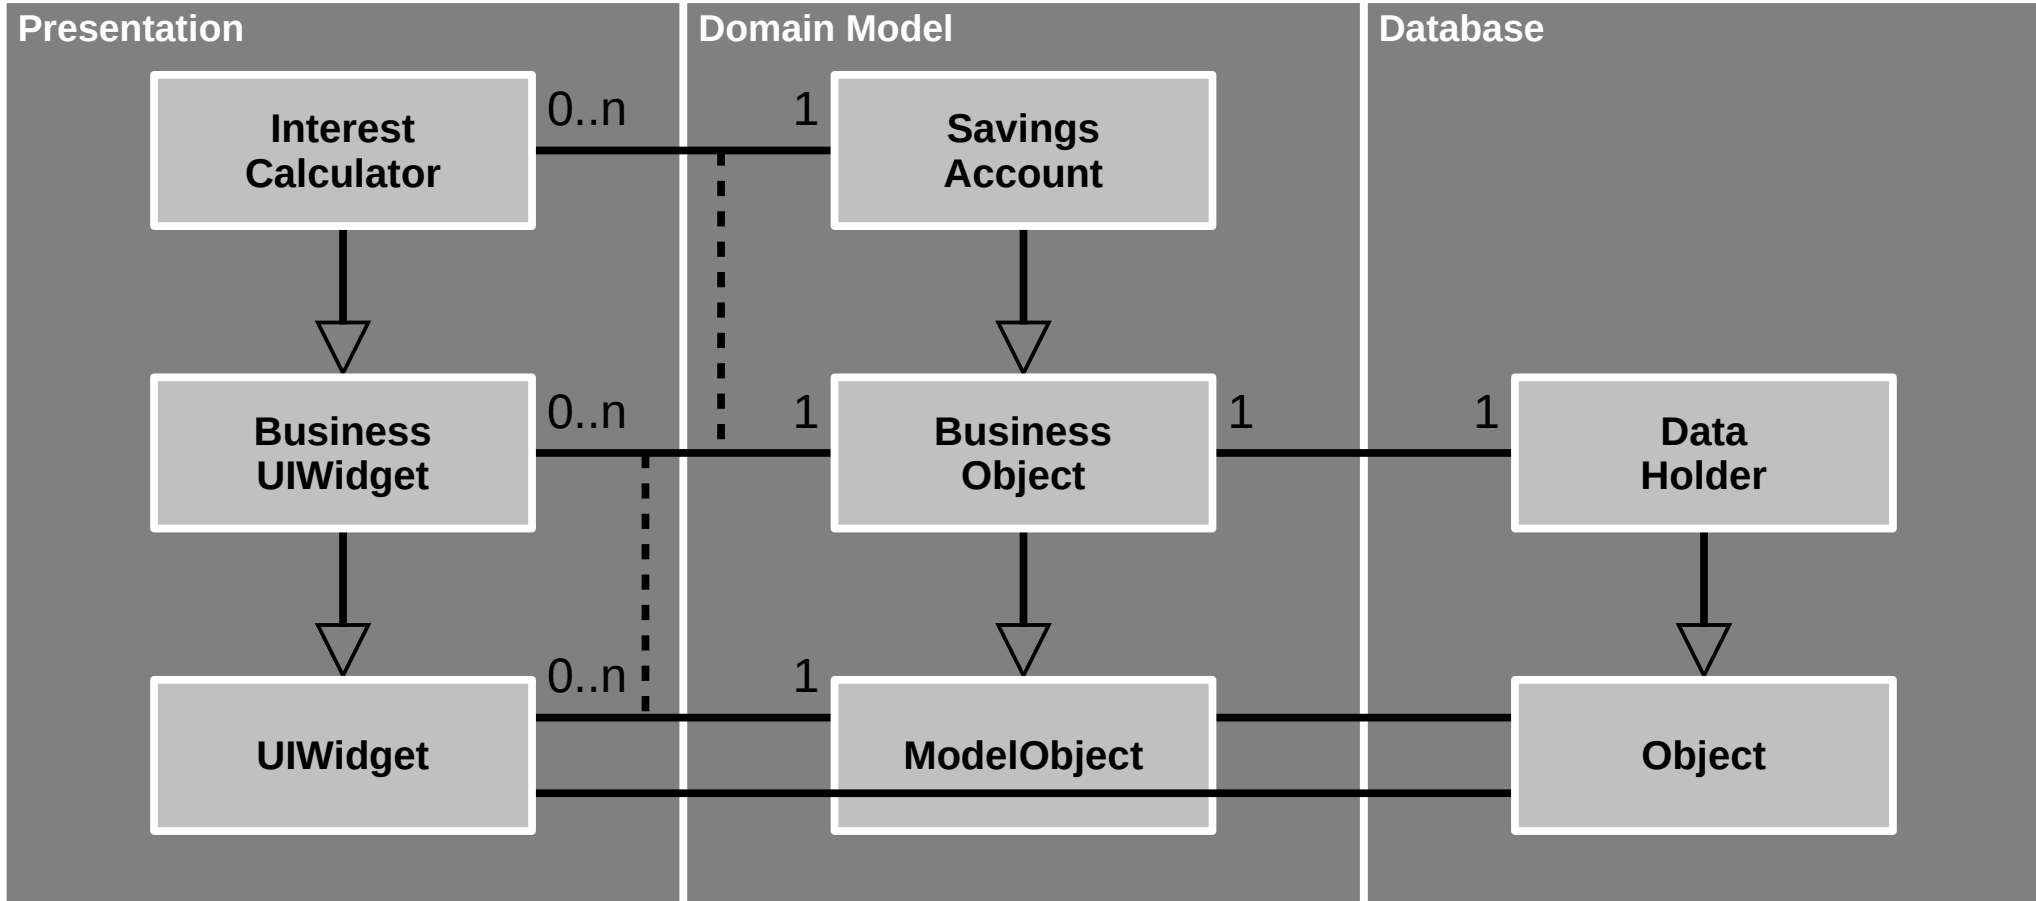 Presentation
Domain Model
Database
Interest
Calculator
0..n
1
Savings
Account
Business
UIWidget
0..n
1
Business
Object
1
1
Data
Holder
UIWidget
0..n
1
ModelObject
Object